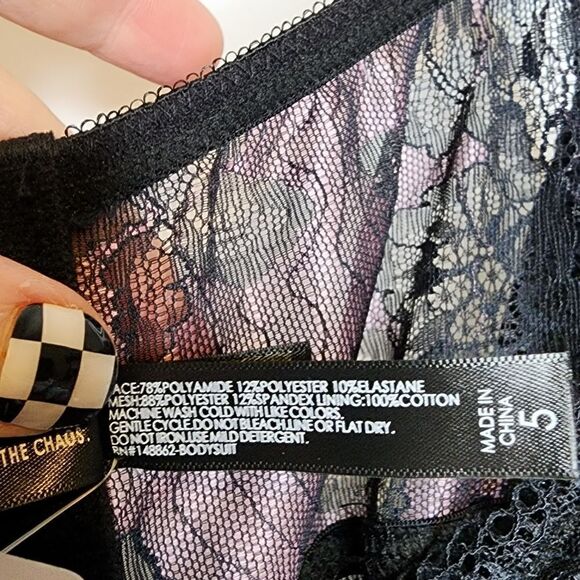 ACE:78%POLYAMIDE 12%POLYESTER 10%ELASTANE
MESH:88%POLYESTER 12%SPANDEX LINING:100%COTTON
MACHINE WASH COLD WITH LIKE COLORS.
GENTLE CYCLE.DO NOT BLEACH.LINE OR FLAT DRY.
DO NOT IRON.USE MILD DETERGENT.
RN#148862-BODYSUIT
MADE IN
CHINA
5
THE CHAOS.